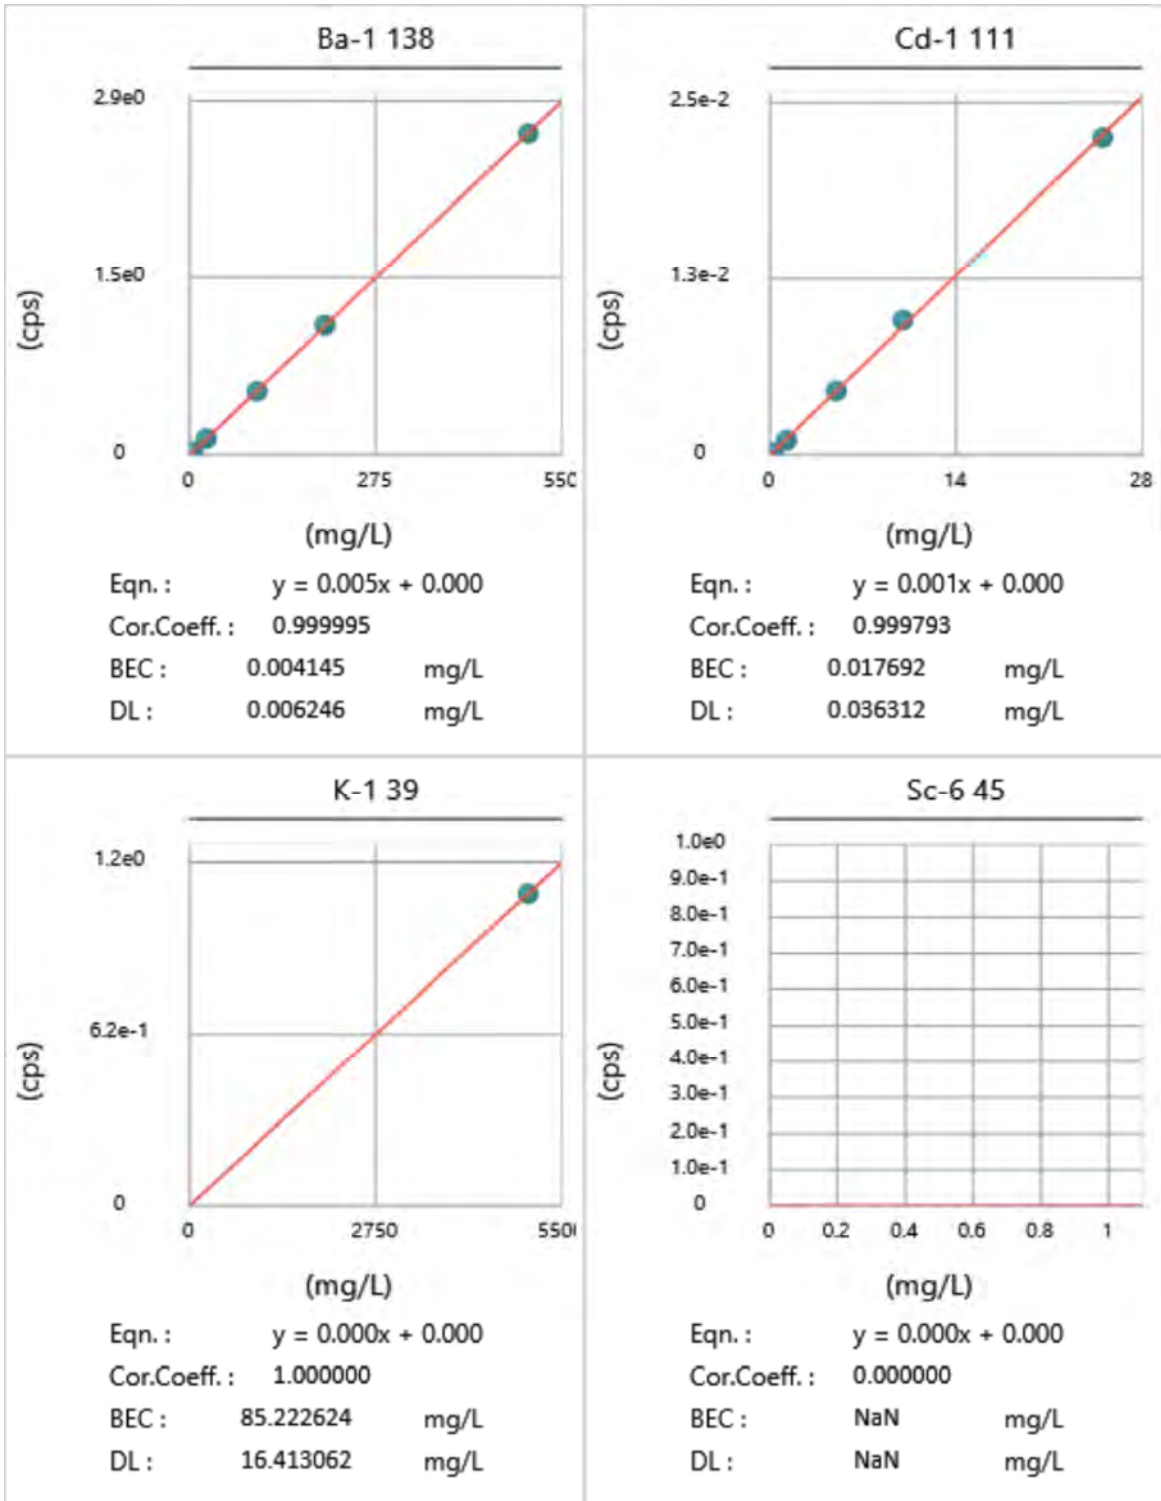 Ba-1 138
2.9e0
1.5e0
0
(cps)
0 275 550
(mg/L)
Eqn. : y = 0.005x + 0.000
Cor.Coeff. : 0.999995
BEC : 0.004145 mg/L
DL : 0.006246 mg/L
Cd-1 111
2.5e-2
1.3e-2
0
(cps)
0 14 28
(mg/L)
Eqn. : y = 0.001x + 0.000
Cor.Coeff. : 0.999793
BEC : 0.017692 mg/L
DL : 0.036312 mg/L
K-1 39
1.2e0
6.2e-1
0
(cps)
0 2750 5500
(mg/L)
Eqn. : y = 0.000x + 0.000
Cor.Coeff. : 1.000000
BEC : 85.222624 mg/L
DL : 16.413062 mg/L
Sc-6 45
1.0e0
9.0e-1
8.0e-1
7.0e-1
6.0e-1
5.0e-1
4.0e-1
3.0e-1
2.0e-1
1.0e-1
0
(cps)
0 0.2 0.4 0.6 0.8 1
(mg/L)
Eqn. : y = 0.000x + 0.000
Cor.Coeff. : 0.000000
BEC : NaN mg/L
DL : NaN mg/L